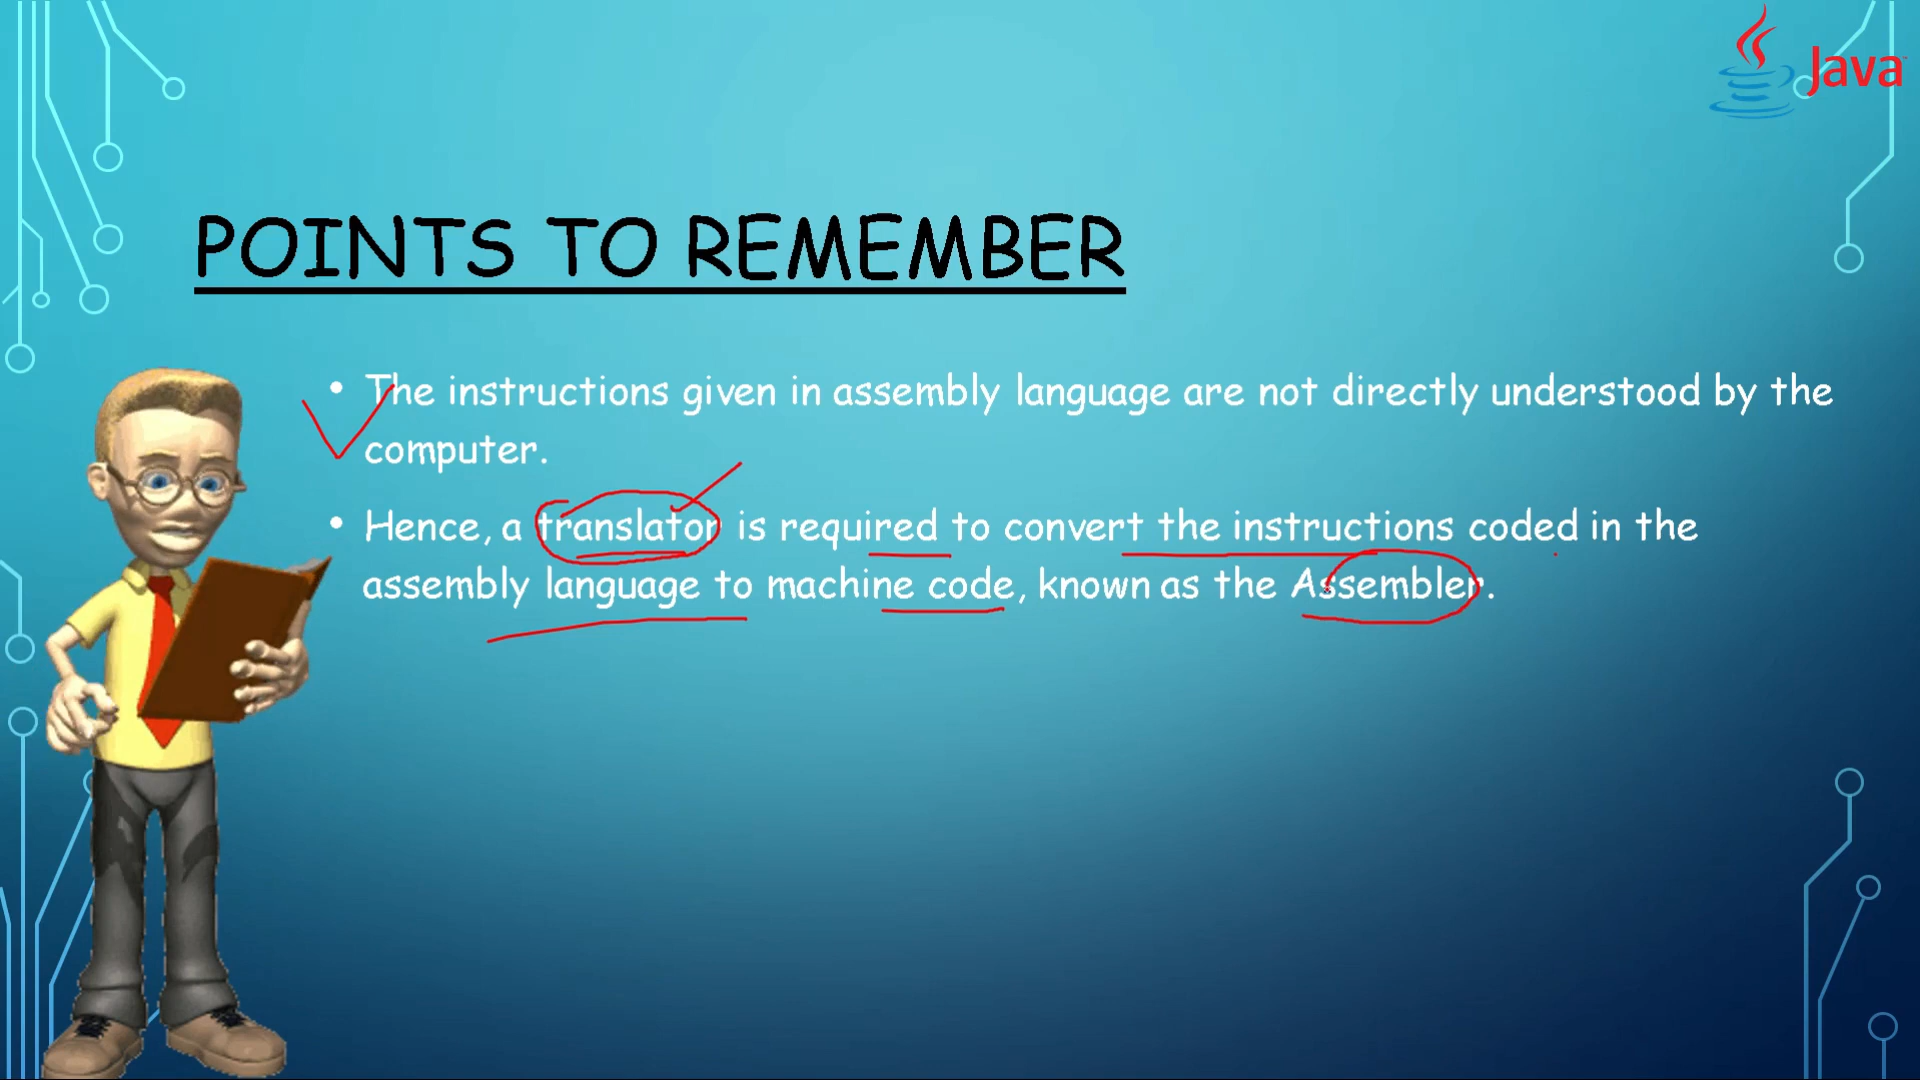 Java
POINTS TO REMEMBER
• The instructions given in assembly language are not directly understood by the
computer.
• Hence, a translator is required to convert the instructions coded in the
assembly language to machine code, known as the Assembler.